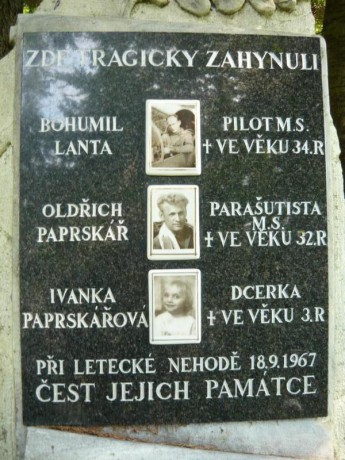 ZDE TRAGICKY ZAHYNULI
BOHUMIL
LANTA
PILOT M.S.
† VE VĚKU 34.R
OLDŘICH
PAPRSKÁŘ
PARAŠUTISTA
M.S.
† VE VĚKU 32.R
IVANKA
PAPRSKÁŘOVÁ
DCERKA
† VE VĚKU 3.R
PŘI LETECKÉ NEHODĚ 18.9.1967
ČEST JEJICH PAMÁTCE